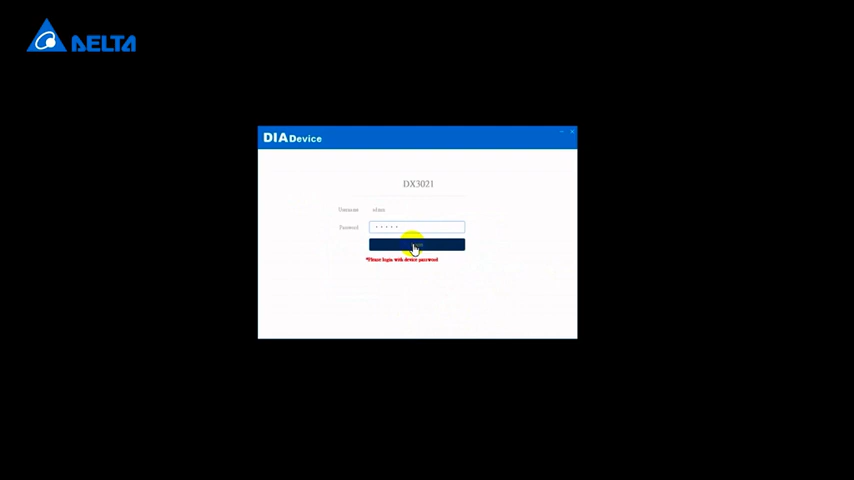 DELTA
DIADevice
DX3021
Username admin
Password
*Please login with device password